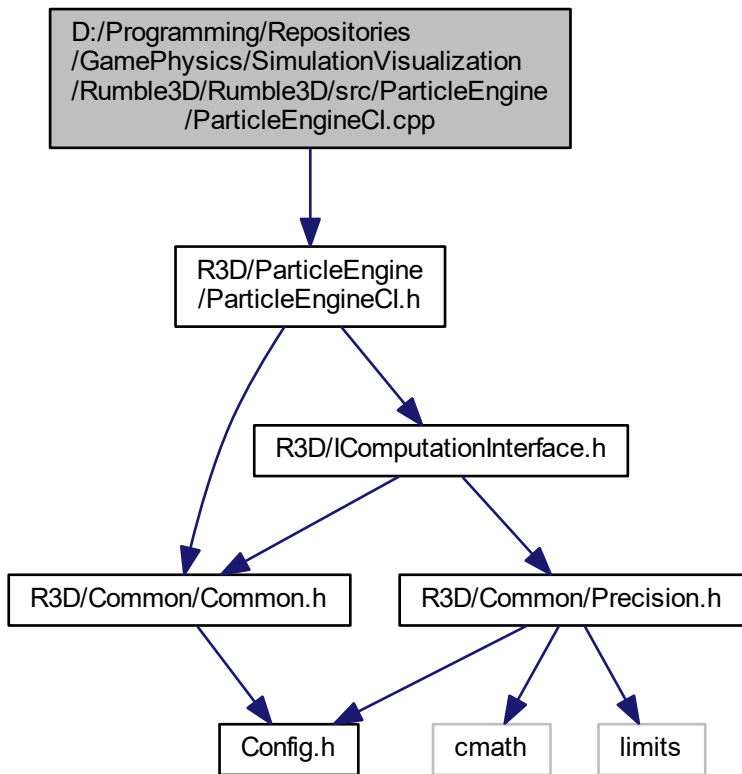 D:/Programming/Repositories
/GamePhysics/SimulationVisualization
/Rumble3D/Rumble3D/src/ParticleEngine
/ParticleEngineCI.cpp
R3D/ParticleEngine
/ParticleEngineCI.h
R3D/IComputationInterface.h
R3D/Common/Common.h
R3D/Common/Precision.h
Config.h
cmath
limits